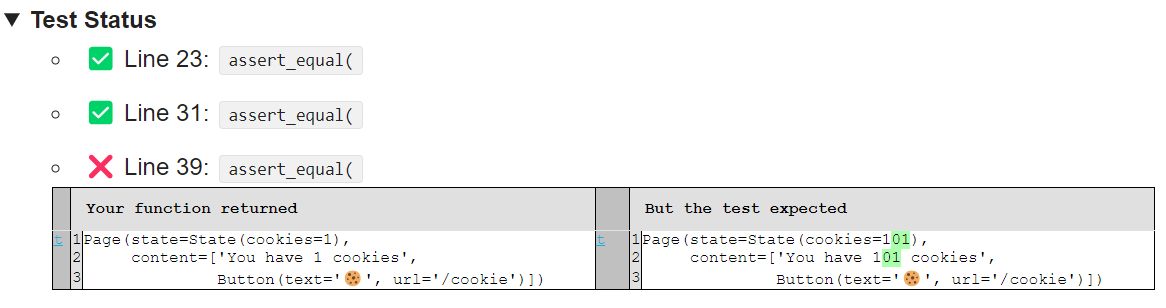 ▼ Test Status
✅ Line 23: assert_equal(
✅ Line 31: assert_equal(
❌ Line 39: assert_equal(
Your function returned But the test expected
t 1 Page(state=State(cookies=1), t 1 Page(state=State(cookies=101),
2 content=['You have 1 cookies', 2 content=['You have 101 cookies',
3 Button(text='🍪', url='/cookie')]) 3 Button(text='🍪', url='/cookie')])